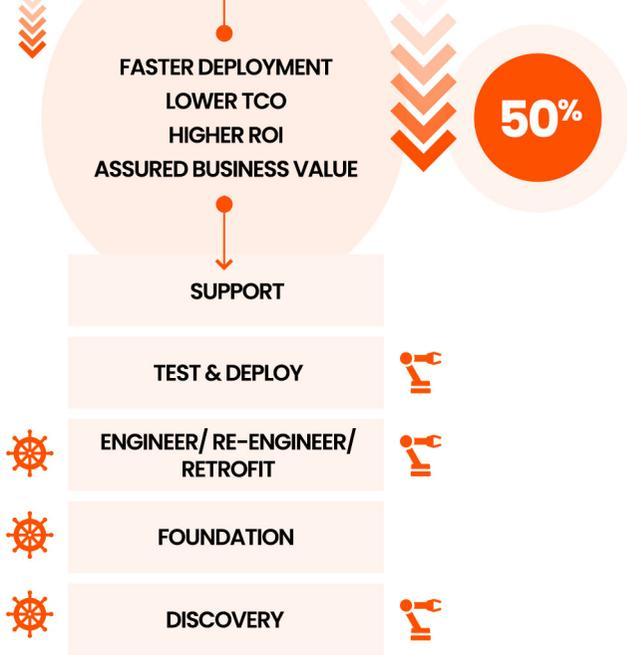 FASTER DEPLOYMENT
LOWER TCO
HIGHER ROI
ASSURED BUSINESS VALUE
50%
SUPPORT
TEST & DEPLOY
ENGINEER/ RE-ENGINEER/
RETROFIT
FOUNDATION
DISCOVERY